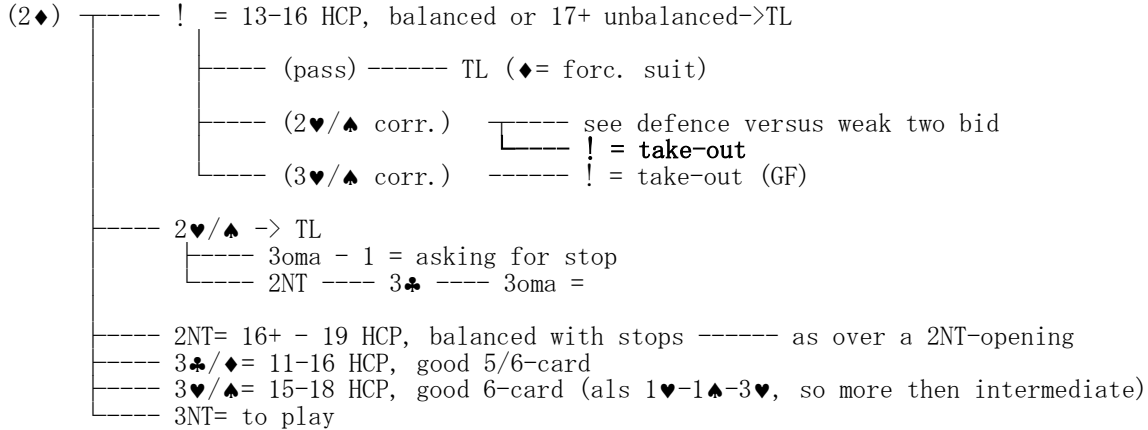 (2♦) ! = 13-16 HCP, balanced or 17+ unbalanced->TL
(pass) ------ TL (♦= forc. suit)
(2♥/♠ corr.) ----- see defence versus weak two bid
----- ! = take-out
(3♥/♠ corr.) ------ ! = take-out (GF)
----- 2♥/♠ -> TL
----- 3oma - 1 = asking for stop
----- 2NT ---- 3♣ ---- 3oma =
----- 2NT= 16+ - 19 HCP, balanced with stops ------ as over a 2NT-opening
----- 3♣/♦= 11-16 HCP, good 5/6-card
----- 3♥/♠= 15-18 HCP, good 6-card (als 1♥-1♠-3♥, so more then intermediate)
----- 3NT= to play